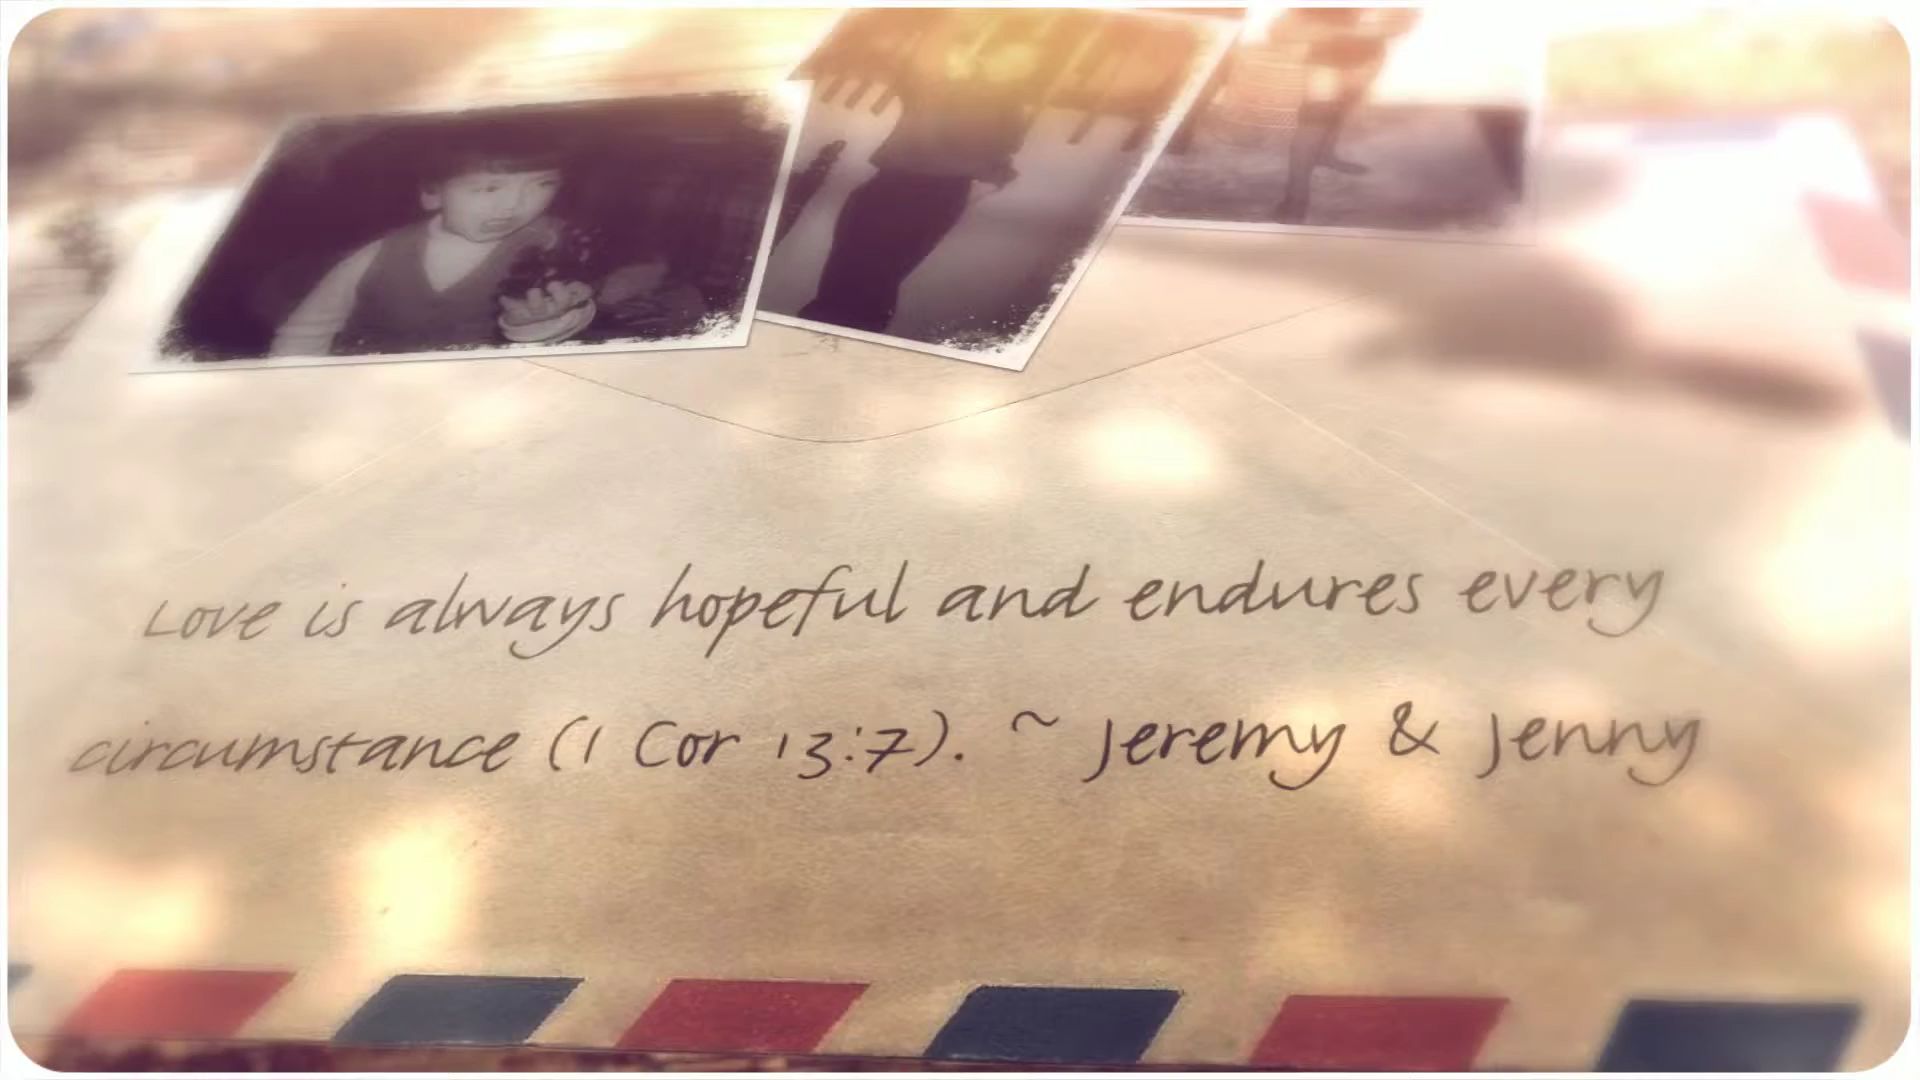 Love is always hopeful and endures every
circumstance (1 Cor 13:7). ~ Jeremy & Jenny